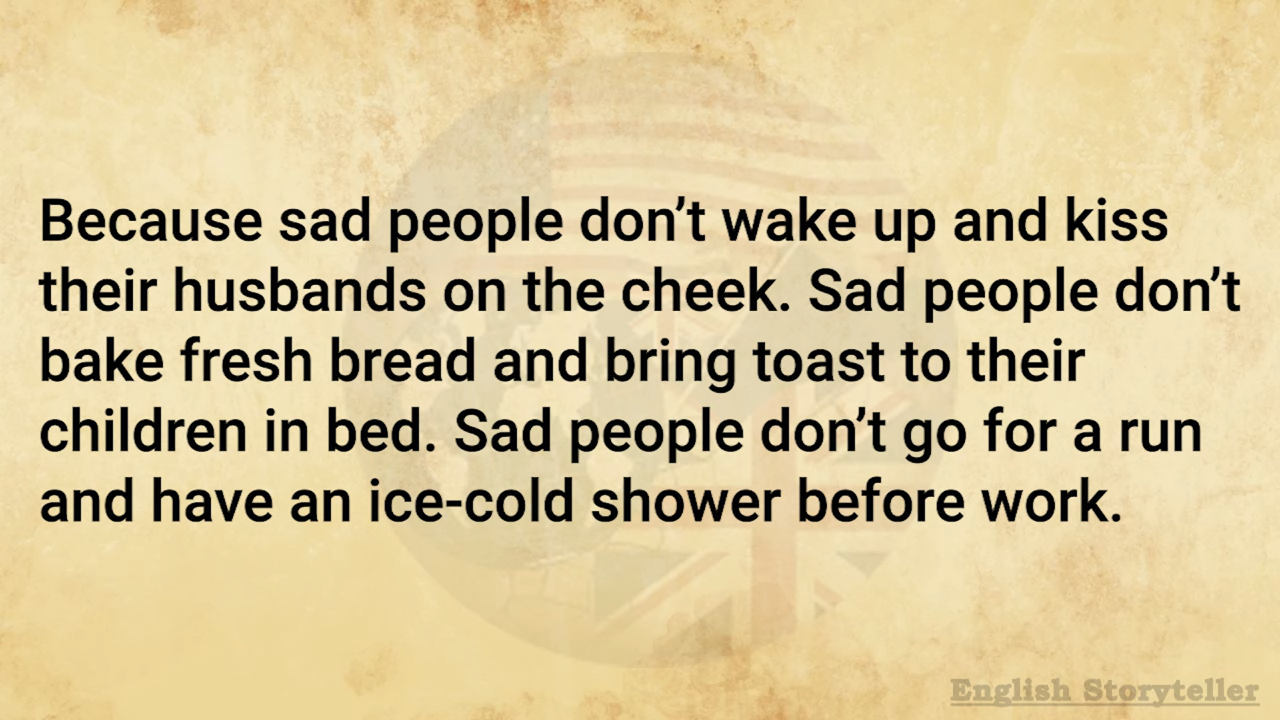 Because sad people don’t wake up and kiss
their husbands on the cheek. Sad people don’t
bake fresh bread and bring toast to their
children in bed. Sad people don’t go for a run
and have an ice-cold shower before work.
English Storyteller